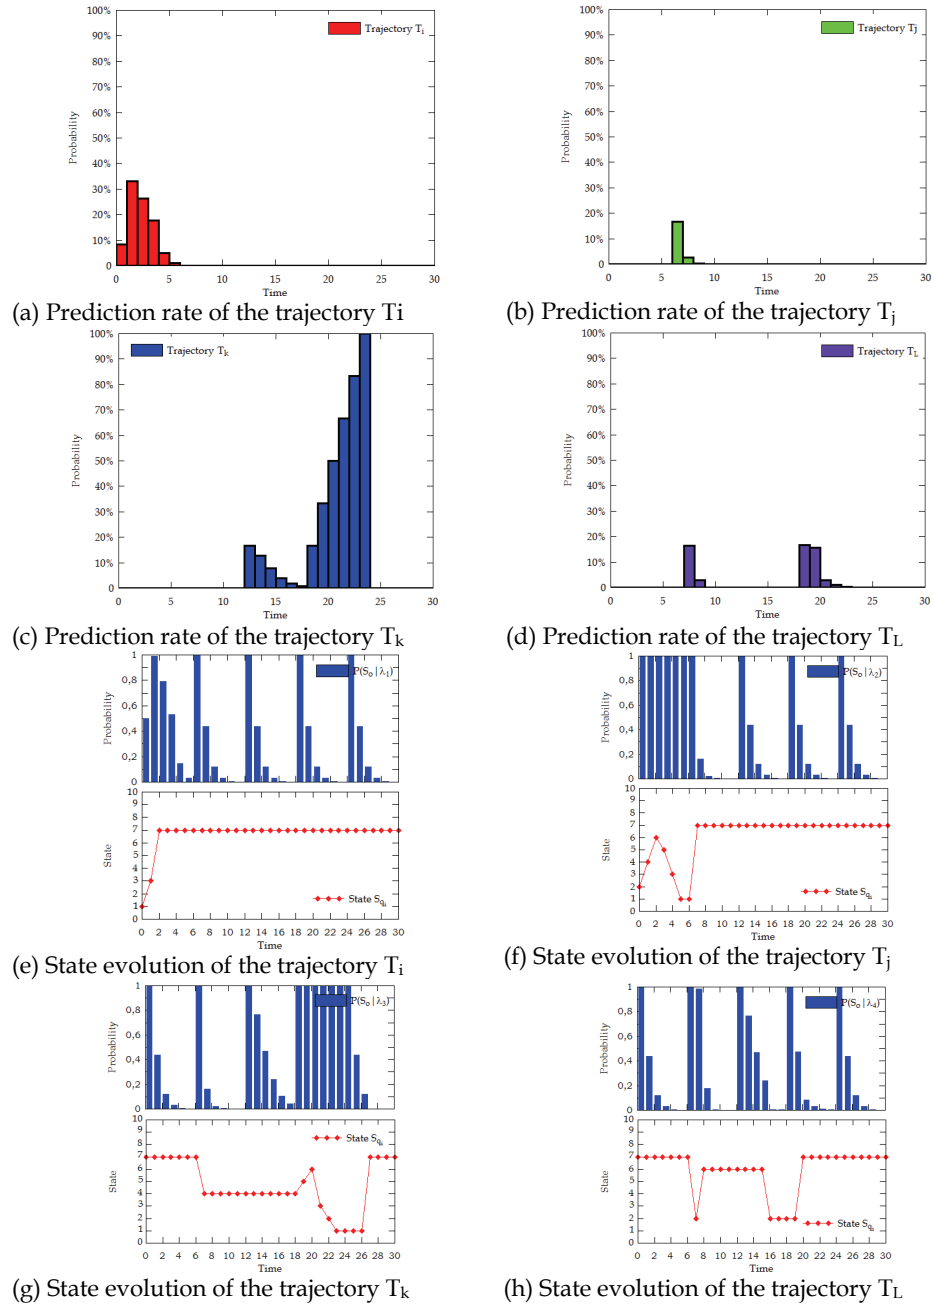 100%
90%
80%
70%
60%
50%
40%
30%
20%
10%
0
Probability
Trajectory Ti
0 5 10 15 20 25 30
Time
(a) Prediction rate of the trajectory Ti
100%
90%
80%
70%
60%
50%
40%
30%
20%
10%
0
Probability
Trajectory Tj
0 5 10 15 20 25 30
Time
(b) Prediction rate of the trajectory Tj
100%
90%
80%
70%
60%
50%
40%
30%
20%
10%
0
Probability
Trajectory Tk
0 5 10 15 20 25 30
Time
(c) Prediction rate of the trajectory Tk
100%
90%
80%
70%
60%
50%
40%
30%
20%
10%
0
Probability
Trajectory TL
0 5 10 15 20 25 30
Time
(d) Prediction rate of the trajectory TL
1
0,8
0,6
0,4
0,2
0
Probability
P(So|λ1)
10
9
8
7
6
5
4
3
2
1
0
State
State Sqi
0 2 4 6 8 10 12 14 16 18 20 22 24 26 28 30
Time
(e) State evolution of the trajectory Ti
1
0,8
0,6
0,4
0,2
0
Probability
P(So|λ2)
10
9
8
7
6
5
4
3
2
1
0
State
State Sqi
0 2 4 6 8 10 12 14 16 18 20 22 24 26 28 30
Time
(f) State evolution of the trajectory Tj
1
0,8
0,6
0,4
0,2
0
Probability
P(So|λ3)
10
9
8
7
6
5
4
3
2
1
0
State
State Sqi
0 2 4 6 8 10 12 14 16 18 20 22 24 26 28 30
Time
(g) State evolution of the trajectory Tk
1
0,8
0,6
0,4
0,2
0
Probability
P(So|λ4)
10
9
8
7
6
5
4
3
2
1
0
State
State Sqi
0 2 4 6 8 10 12 14 16 18 20 22 24 26 28 30
Time
(h) State evolution of the trajectory TL